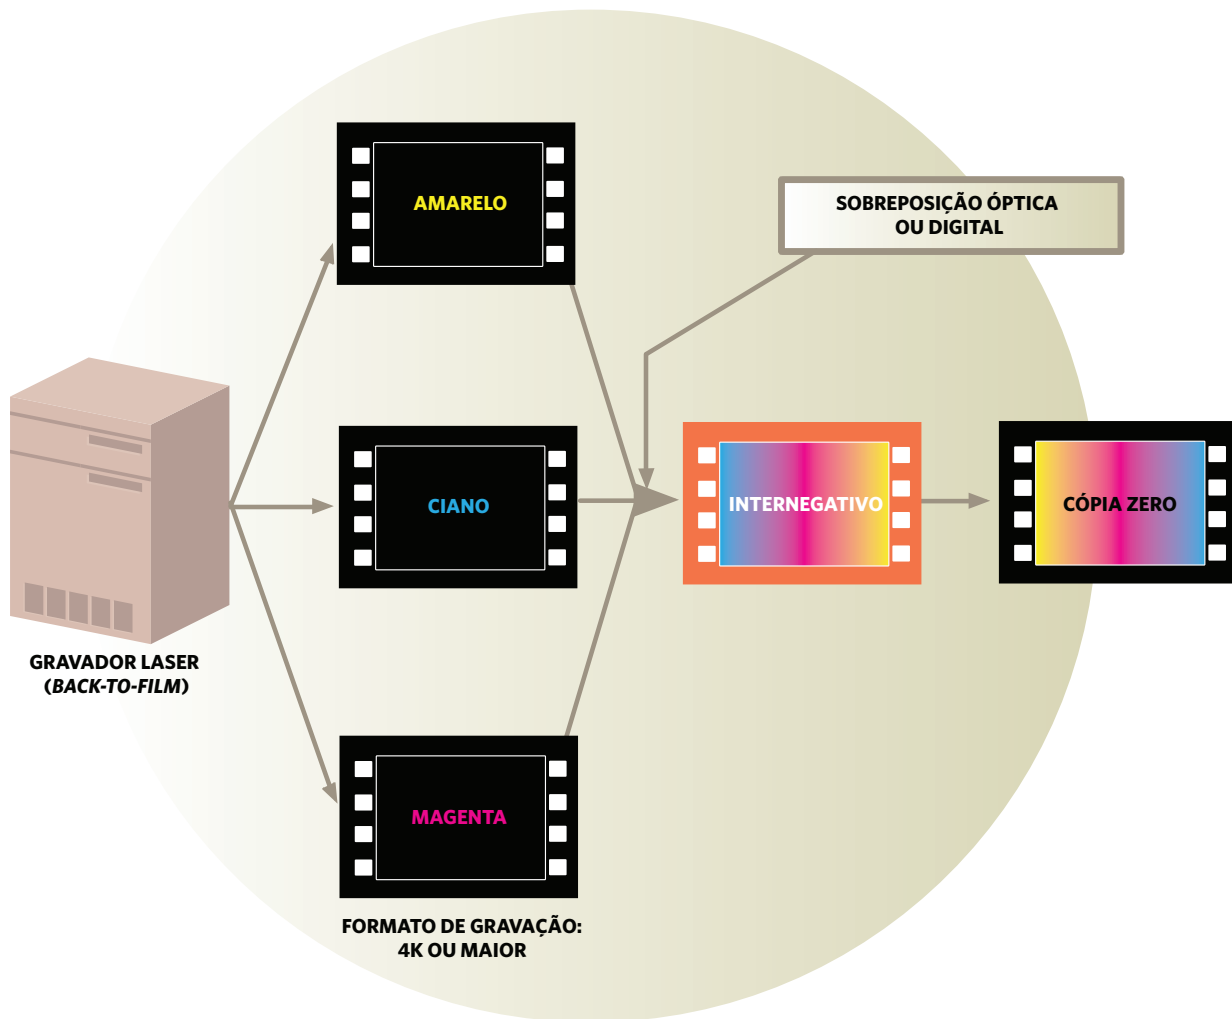 AMARELO
SOBREPOSIÇÃO ÓPTICA
OU DIGITAL
CIANO
INTERNEGATIVO
CÓPIA ZERO
GRAVADOR LASER
(BACK-TO-FILM)
MAGENTA
FORMATO DE GRAVAÇÃO:
4K OU MAIOR